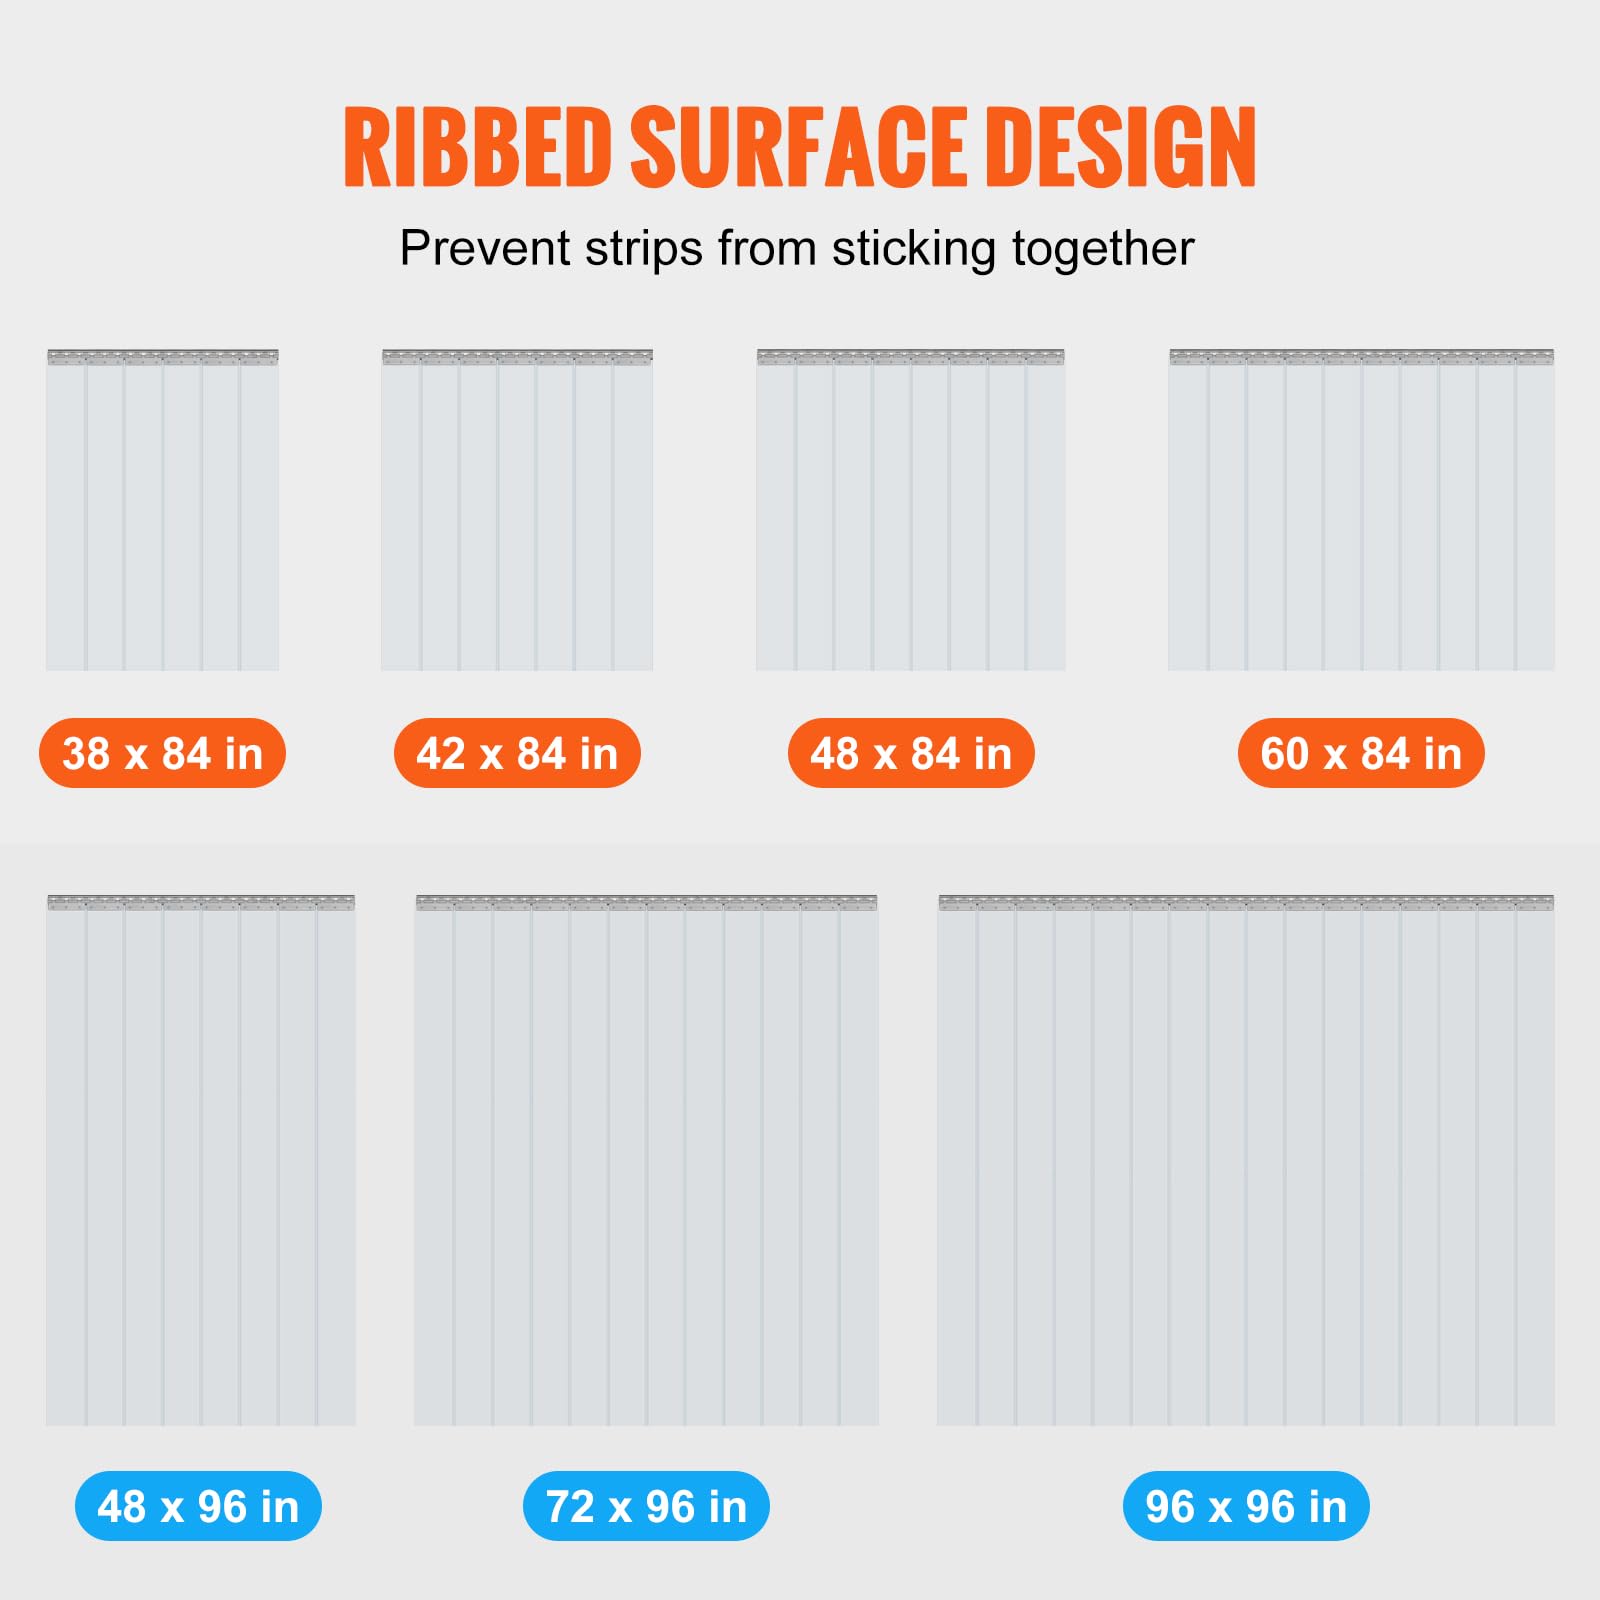 RIBBED SURFACE DESIGN
Prevent strips from sticking together
38 x 84 in
42 x 84 in
48 x 84 in
60 x 84 in
48 x 96 in
72 x 96 in
96 x 96 in